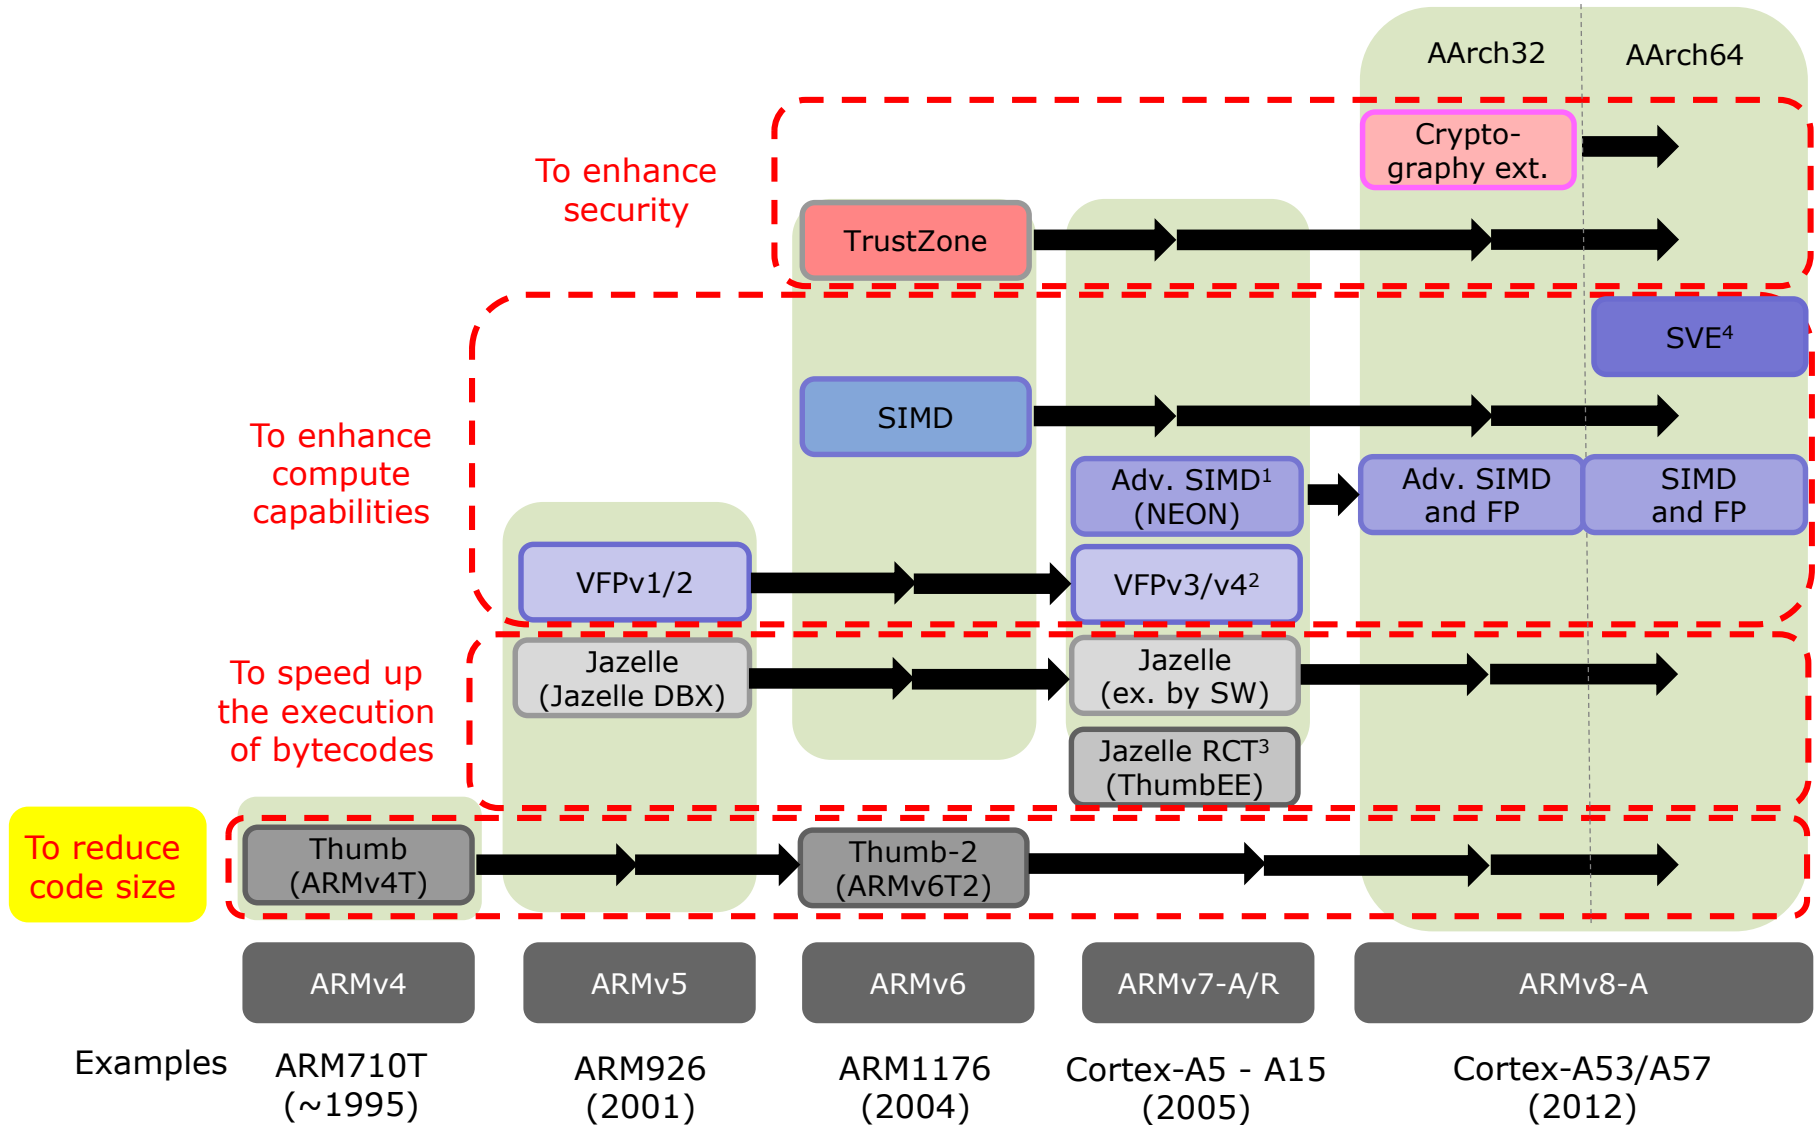 AArch32
AArch64
To enhance
security
Crypto-
graphy ext.
TrustZone
To enhance
compute
capabilities
SVE⁴
SIMD
Adv. SIMD¹
(NEON)
Adv. SIMD
and FP
SIMD
and FP
VFPv1/2
VFPv3/v4²
To speed up
the execution
of bytecodes
Jazelle
(Jazelle DBX)
Jazelle
(ex. by SW)
Jazelle RCT³
(ThumbEE)
To reduce
code size
Thumb
(ARMv4T)
Thumb-2
(ARMv6T2)
ARMv4
ARMv5
ARMv6
ARMv7-A/R
ARMv8-A
Examples
ARM710T
(~1995)
ARM926
(2001)
ARM1176
(2004)
Cortex-A5 - A15
(2005)
Cortex-A53/A57
(2012)